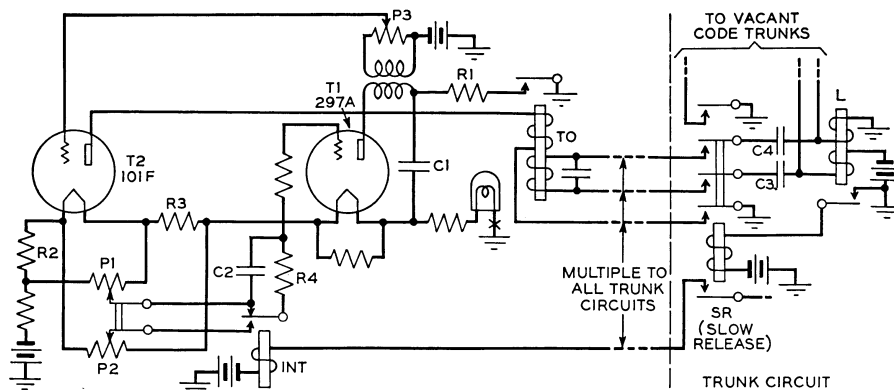 TO VACANT
CODE TRUNKS
P3
R1
L
T1
297A
TO
T2
101F
C1
C4
C3
R3
R2
P1
C2
R4
MULTIPLE TO
ALL TRUNK
CIRCUITS
P2
INT
SR
(SLOW
RELEASE)
TRUNK CIRCUIT